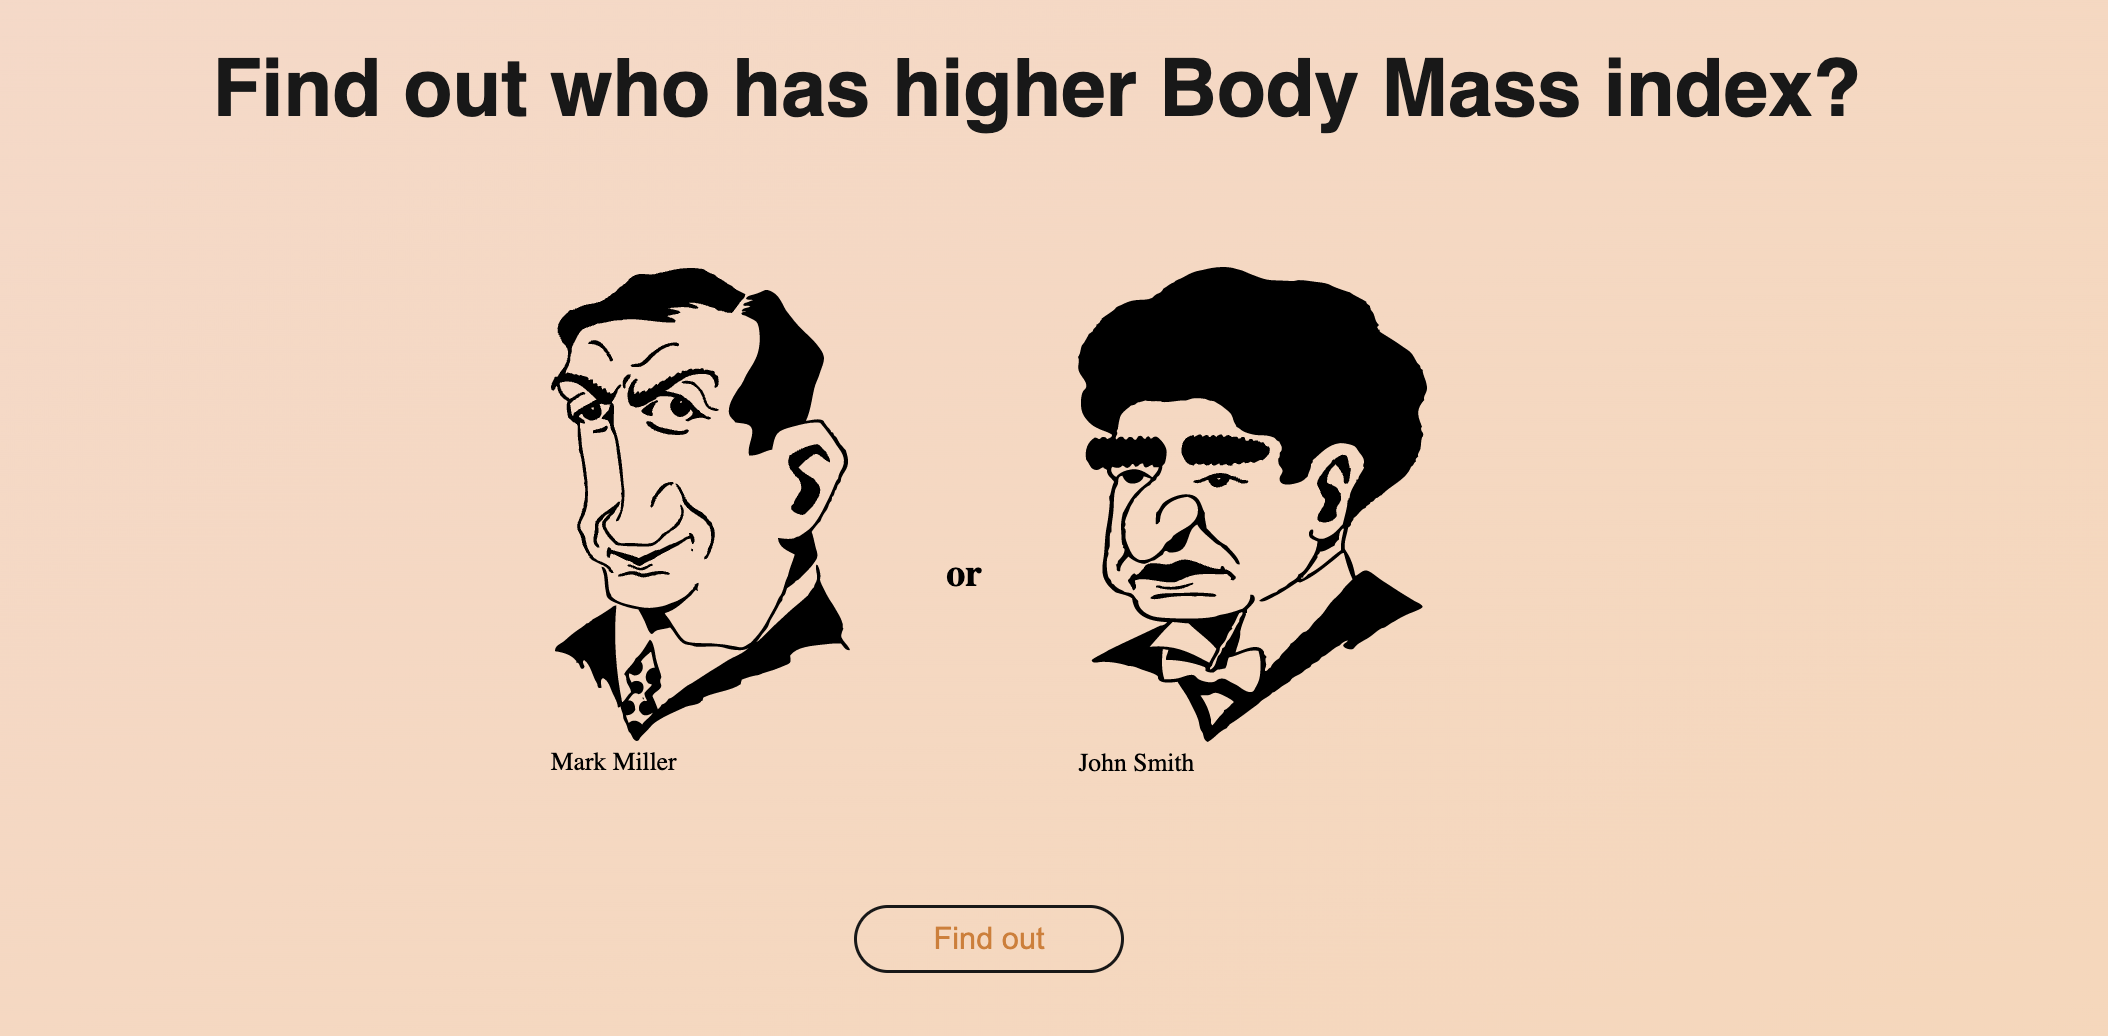 Find out who has higher Body Mass index?
or
Mark Miller
John Smith
Find out